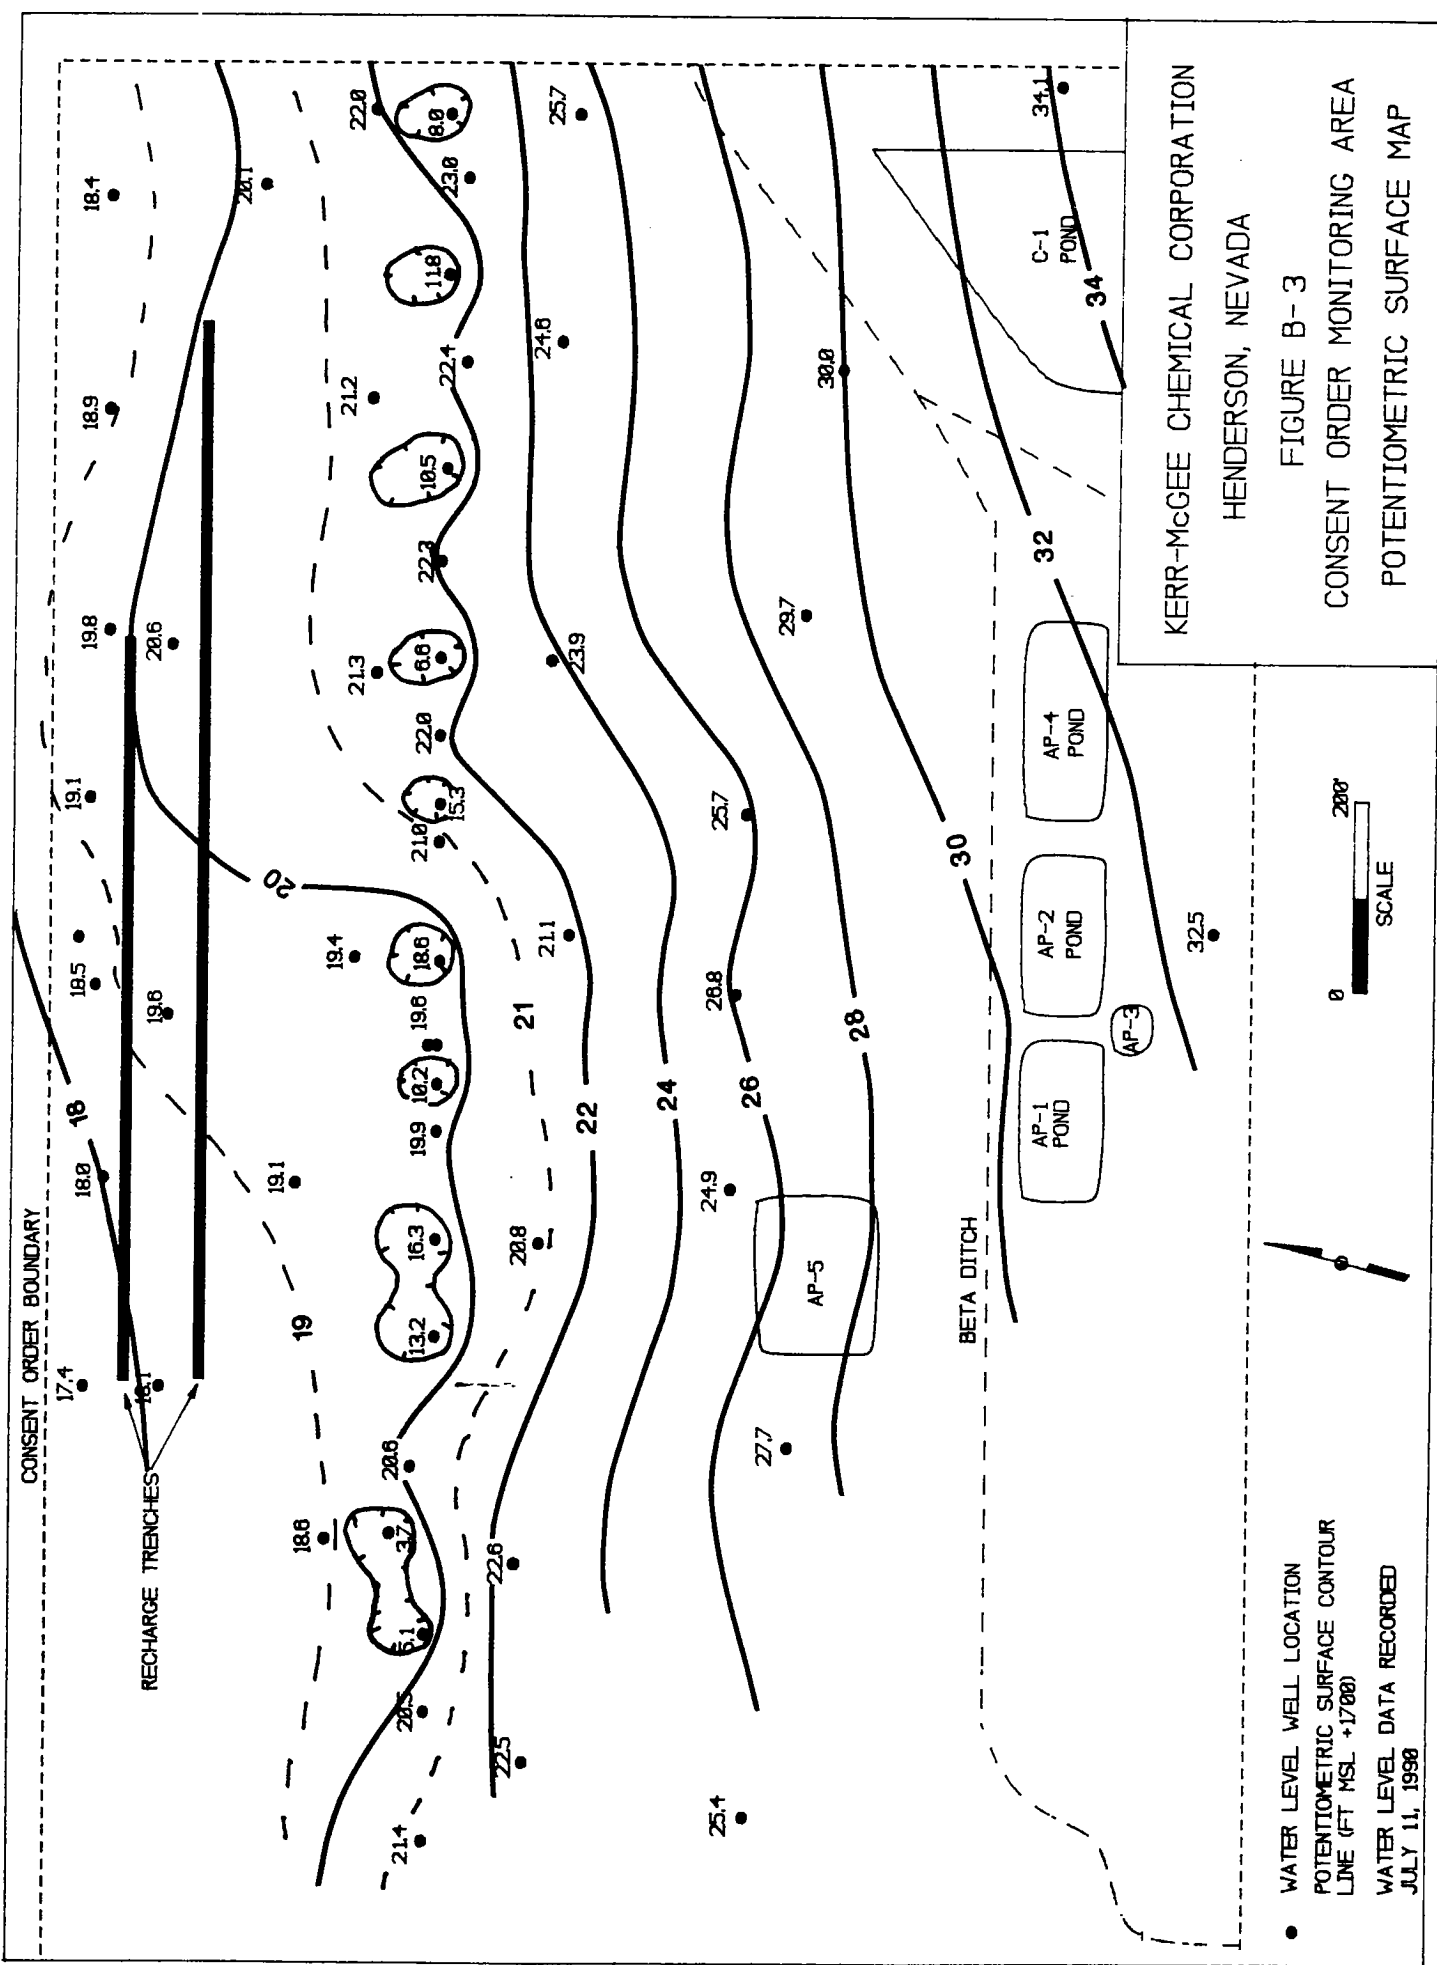 CONSENT ORDER BOUNDARY
17.4
18.0
18.5
19.1
19.8
18.9
18.4
18.1
18
19.6
20.6
20.1
RECHARGE TRENCHES
18.6
19
19.1
20
19.4
21.3
21.2
22.0
21.4
20.5
5.1
3.7
20.6
13.2
16.3
19.9
10.2
19.6
18.6
21.0
15.3
22.0
6.6
22.3
10.5
22.4
11.8
23.0
8.0
22.5
22.6
20.8
21
21.1
23.9
24.6
25.7
22
24
25.4
27.7
24.9
26
26.8
25.7
29.7
30.0
AP-5
28
BETA DITCH
30
32
34
34.1
C-1
POND
AP-1
POND
AP-2
POND
AP-3
AP-4
POND
32.5
WATER LEVEL WELL LOCATION
POTENTIOMETRIC SURFACE CONTOUR
LINE (FT MSL +1700)
WATER LEVEL DATA RECORDED
JULY 11, 1990
0
200'
SCALE
KERR-McGEE CHEMICAL CORPORATION
HENDERSON, NEVADA
FIGURE B-3
CONSENT ORDER MONITORING AREA
POTENTIOMETRIC SURFACE MAP